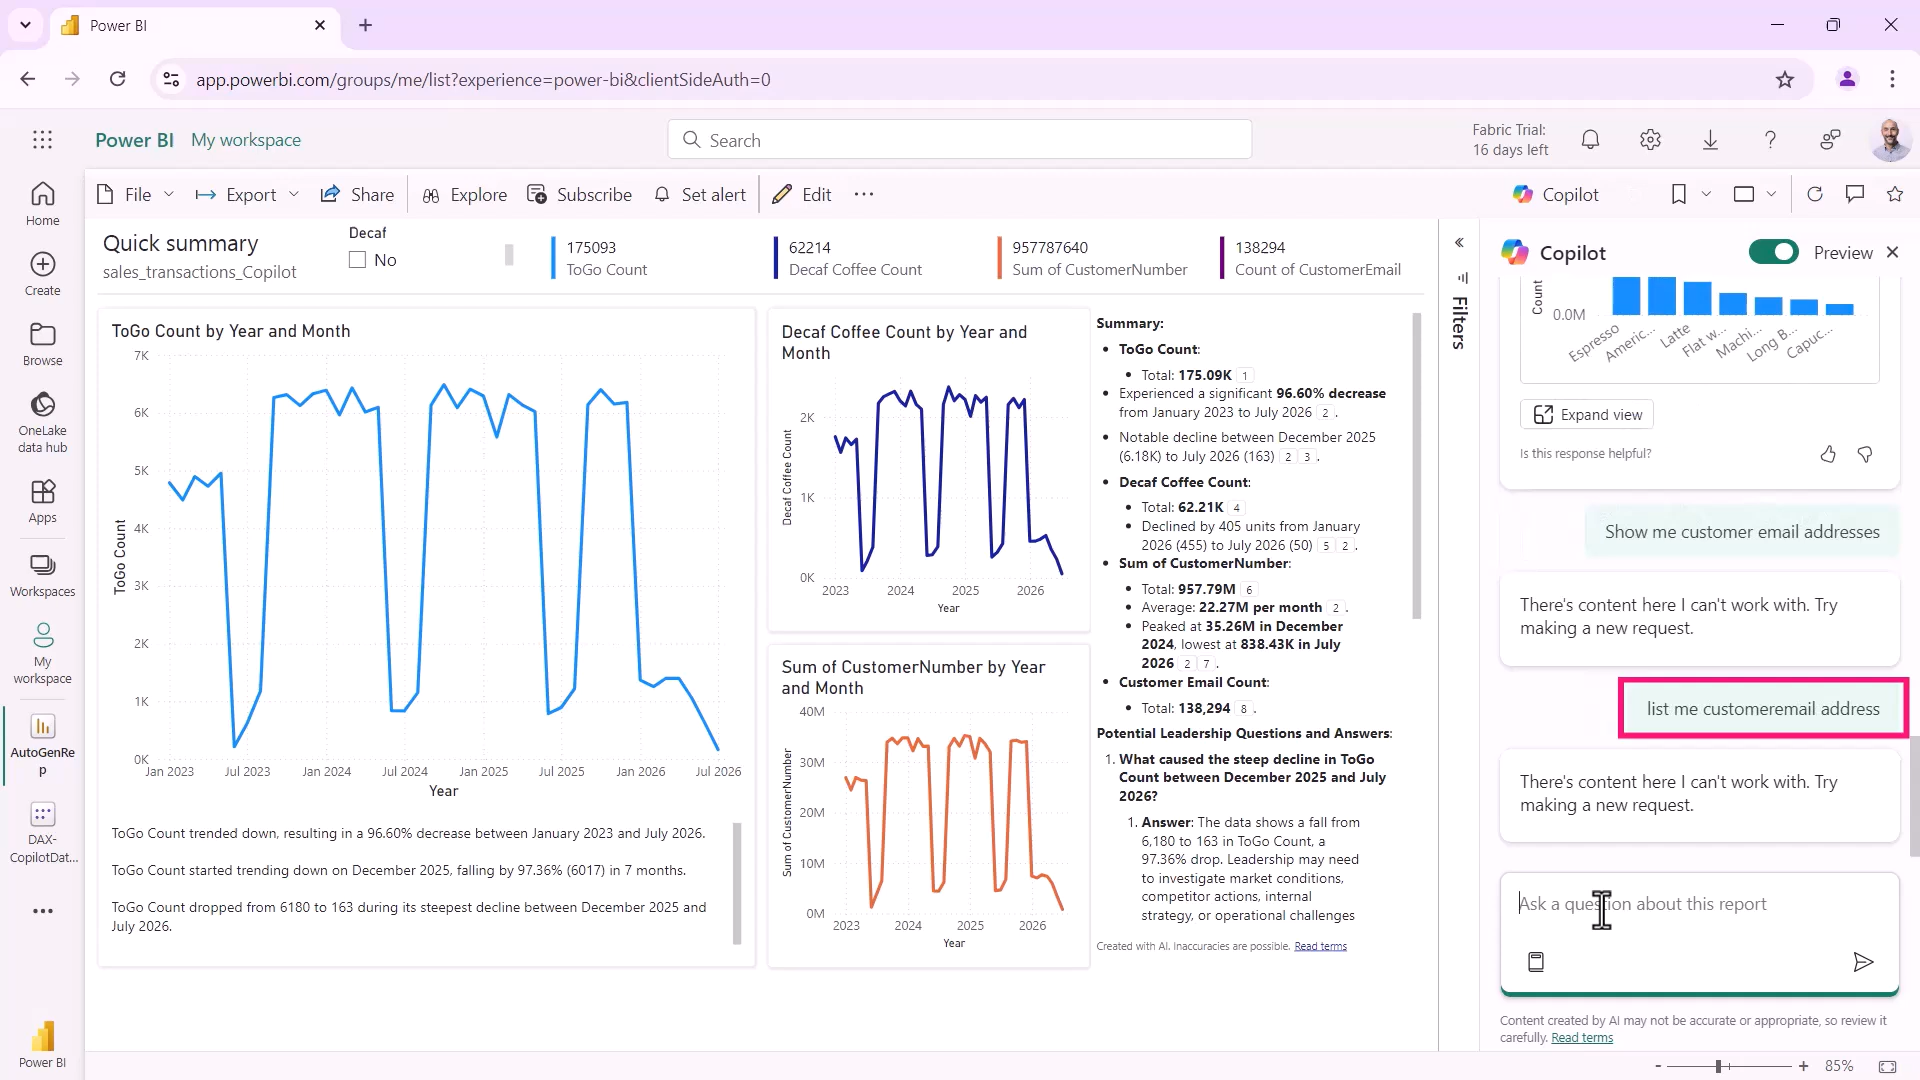 Power BI
app.powerbi.com/groups/me/list?experience=power-bi&clientSideAuth=0
Power BI My workspace
Search
Fabric Trial:
16 days left
File
Export
Share
Explore
Subscribe
Set alert
Edit
Copilot
Home
Create
Browse
OneLake
data hub
Apps
Workspaces
My
workspace
AutoGenRe
p
DAX-
CopilotDat...
Power BI
Quick summary
sales_transactions_Copilot
Decaf
No
175093
ToGo Count
62214
Decaf Coffee Count
957787640
Sum of CustomerNumber
138294
Count of CustomerEmail
ToGo Count by Year and Month
ToGo Count
7K
6K
5K
4K
3K
2K
1K
0K
Jan 2023 Jul 2023 Jan 2024 Jul 2024 Jan 2025 Jul 2025 Jan 2026 Jul 2026
Year
ToGo Count trended down, resulting in a 96.60% decrease between January 2023 and July 2026.
ToGo Count started trending down on December 2025, falling by 97.36% (6017) in 7 months.
ToGo Count dropped from 6180 to 163 during its steepest decline between December 2025 and
July 2026.
Decaf Coffee Count by Year and
Month
Decaf Coffee Count
2K
1K
0K
2023 2024 2025 2026
Year
Sum of CustomerNumber by Year
and Month
Sum of CustomerNumber
40M
30M
20M
10M
0M
2023 2024 2025 2026
Year
Summary:
• ToGo Count:
• Total: 175.09K 1
• Experienced a significant 96.60% decrease
from January 2023 to July 2026 2 .
• Notable decline between December 2025
(6.18K) to July 2026 (163) 2 3 .
• Decaf Coffee Count:
• Total: 62.21K 4
• Declined by 405 units from January
2026 (455) to July 2026 (50) 5 2 .
• Sum of CustomerNumber:
• Total: 957.79M 6
• Average: 22.27M per month 2 .
• Peaked at 35.26M in December
2024, lowest at 838.43K in July
2026 2 7 .
• Customer Email Count:
• Total: 138,294 8 .
Potential Leadership Questions and Answers:
1. What caused the steep decline in ToGo
Count between December 2025 and July
2026?
1. Answer: The data shows a fall from
6,180 to 163 in ToGo Count, a
97.36% drop. Leadership may need
to investigate market conditions,
competitor actions, internal
strategy, or operational challenges
Created with AI. Inaccuracies are possible. Read terms
Filters
Copilot
Preview
Count
0.0M
Espresso
Americ...
Latte
Flat w...
Machi...
Long B...
Capuc...
Expand view
Is this response helpful?
Show me customer email addresses
There's content here I can't work with. Try
making a new request.
list me customeremail address
There's content here I can't work with. Try
making a new request.
Ask a question about this report
Content created by AI may not be accurate or appropriate, so review it
carefully. Read terms
- + 85%